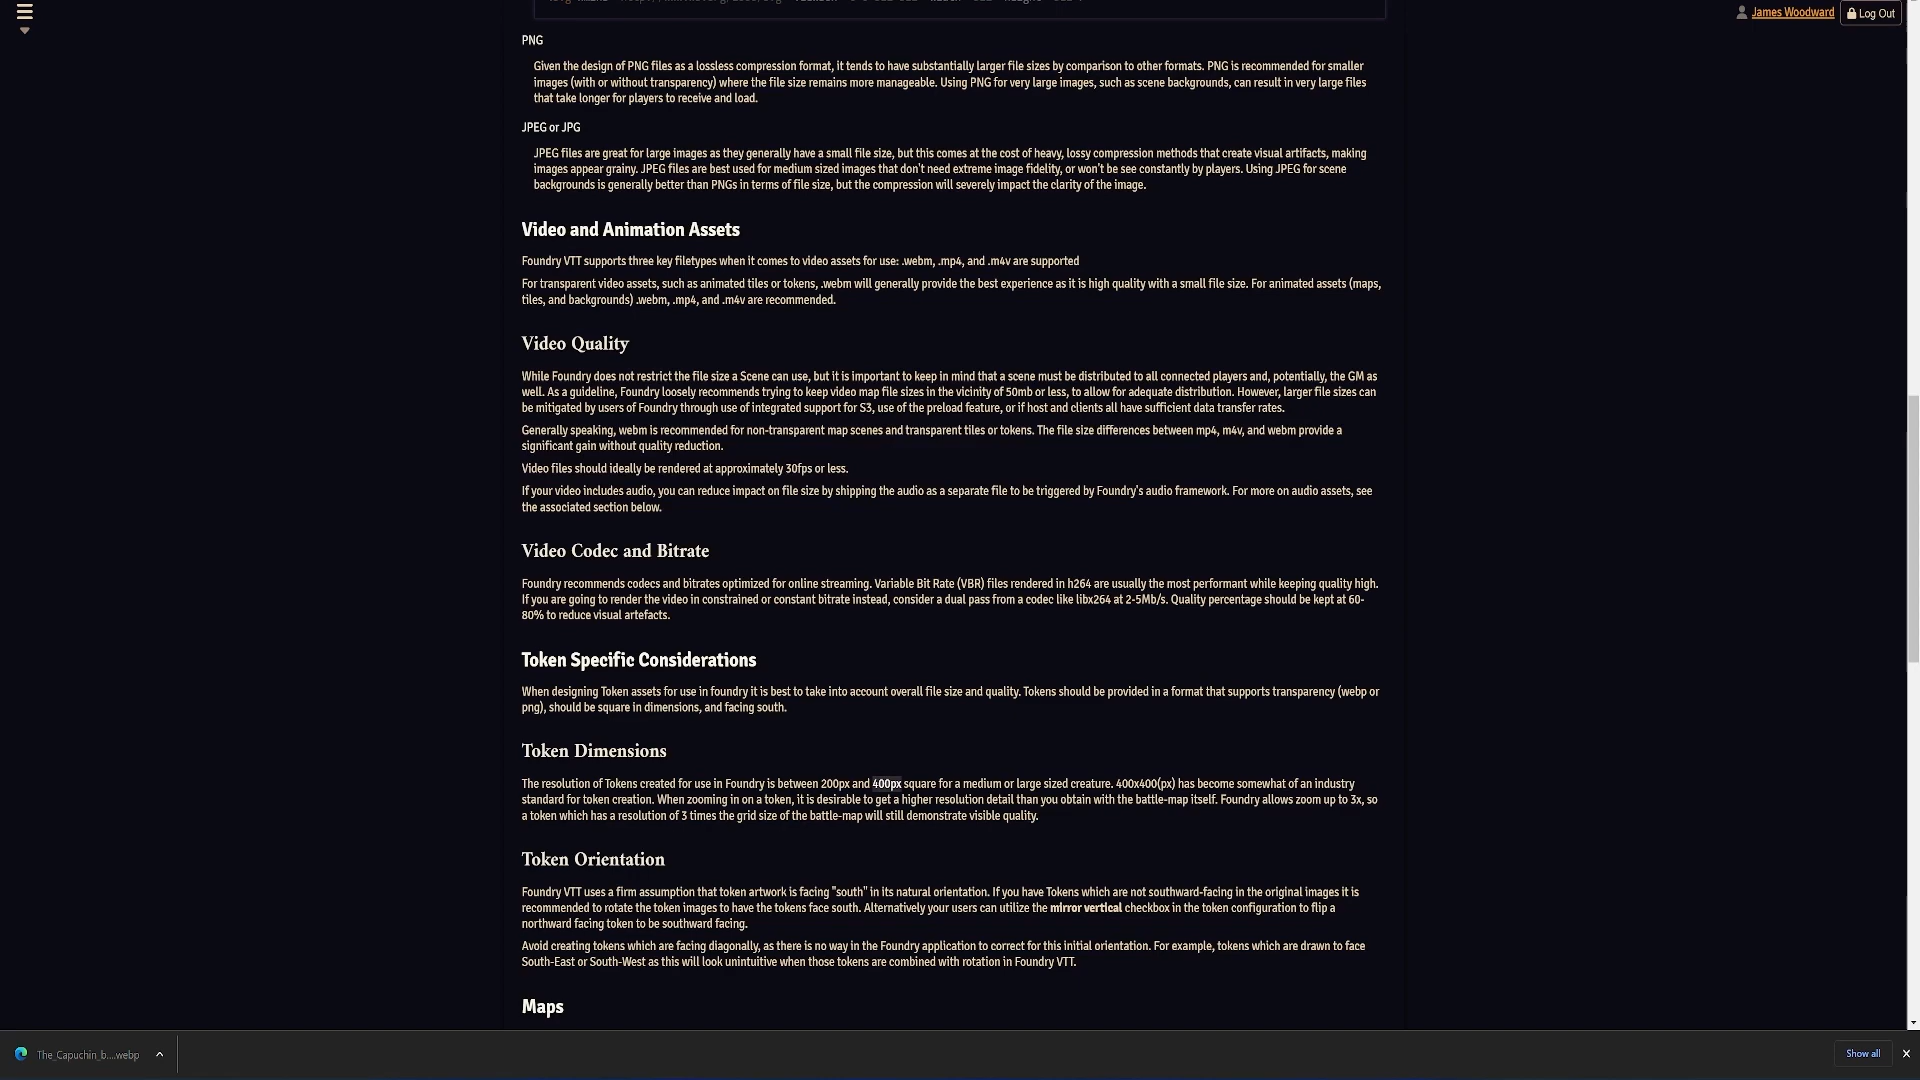 James Woodward
Log Out
PNG
Given the design of PNG files as a lossless compression format, it tends to have substantially larger file sizes by comparison to other formats. PNG is recommended for smaller
images (with or without transparency) where the file size remains more manageable. Using PNG for very large images, such as scene backgrounds, can result in very large files
that take longer for players to receive and load.
JPEG or JPG
JPEG files are great for large images as they generally have a small file size, but this comes at the cost of heavy, lossy compression methods that create visual artifacts, making
images appear grainy. JPEG files are best used for medium sized images that don't need extreme image fidelity, or won't be see constantly by players. Using JPEG for scene
backgrounds is generally better than PNGs in terms of file size, but the compression will severely impact the clarity of the image.
Video and Animation Assets
Foundry VTT supports three key filetypes when it comes to video assets for use: .webm, .mp4, and .m4v are supported
For transparent video assets, such as animated tiles or tokens, .webm will generally provide the best experience as it is high quality with a small file size. For animated assets (maps,
tiles, and backgrounds) .webm, .mp4, and .m4v are recommended.
Video Quality
While Foundry does not restrict the file size a Scene can use, but it is important to keep in mind that a scene must be distributed to all connected players and, potentially, the GM as
well. As a guideline, Foundry loosely recommends trying to keep video map file sizes in the vicinity of 50mb or less, to allow for adequate distribution. However, larger file sizes can
be mitigated by users of Foundry through use of integrated support for S3, use of the preload feature, or if host and clients all have sufficient data transfer rates.
Generally speaking, webm is recommended for non-transparent map scenes and transparent tiles or tokens. The file size differences between mp4, m4v, and webm provide a
significant gain without quality reduction.
Video files should ideally be rendered at approximately 30fps or less.
If your video includes audio, you can reduce impact on file size by shipping the audio as a separate file to be triggered by Foundry's audio framework. For more on audio assets, see
the associated section below.
Video Codec and Bitrate
Foundry recommends codecs and bitrates optimized for online streaming. Variable Bit Rate (VBR) files rendered in h264 are usually the most performant while keeping quality high.
If you are going to render the video in constrained or constant bitrate instead, consider a dual pass from a codec like libx264 at 2-5Mb/s. Quality percentage should be kept at 60-
80% to reduce visual artefacts.
Token Specific Considerations
When designing Token assets for use in foundry it is best to take into account overall file size and quality. Tokens should be provided in a format that supports transparency (webp or
png), should be square in dimensions, and facing south.
Token Dimensions
The resolution of Tokens created for use in Foundry is between 200px and 400px square for a medium or large sized creature. 400x400(px) has become somewhat of an industry
standard for token creation. When zooming in on a token, it is desirable to get a higher resolution detail than you obtain with the battle-map itself. Foundry allows zoom up to 3x, so
a token which has a resolution of 3 times the grid size of the battle-map will still demonstrate visible quality.
Token Orientation
Foundry VTT uses a firm assumption that token artwork is facing "south" in its natural orientation. If you have Tokens which are not southward-facing in the original images it is
recommended to rotate the token images to have the tokens face south. Alternatively your users can utilize the mirror vertical checkbox in the token configuration to flip a
northward facing token to be southward facing.
Avoid creating tokens which are facing diagonally, as there is no way in the Foundry application to correct for this initial orientation. For example, tokens which are drawn to face
South-East or South-West as this will look unintuitive when those tokens are combined with rotation in Foundry VTT.
Maps
The_Capuchin_b....webp
Show all